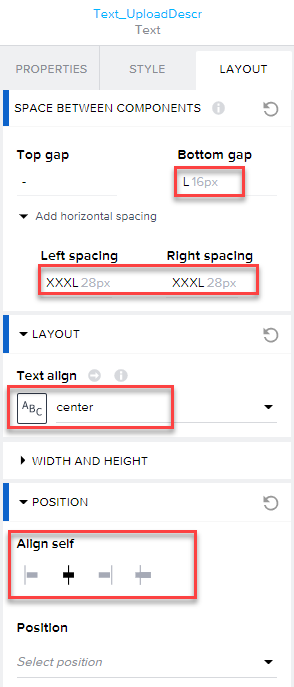 Text_UploadDescr
Text
PROPERTIES STYLE LAYOUT
SPACE BETWEEN COMPONENTS
Top gap Bottom gap
- L 16px
Add horizontal spacing
Left spacing Right spacing
XXXL 28px XXXL 28px
LAYOUT
Text align
ABC center
WIDTH AND HEIGHT
POSITION
Align self
Position
Select position